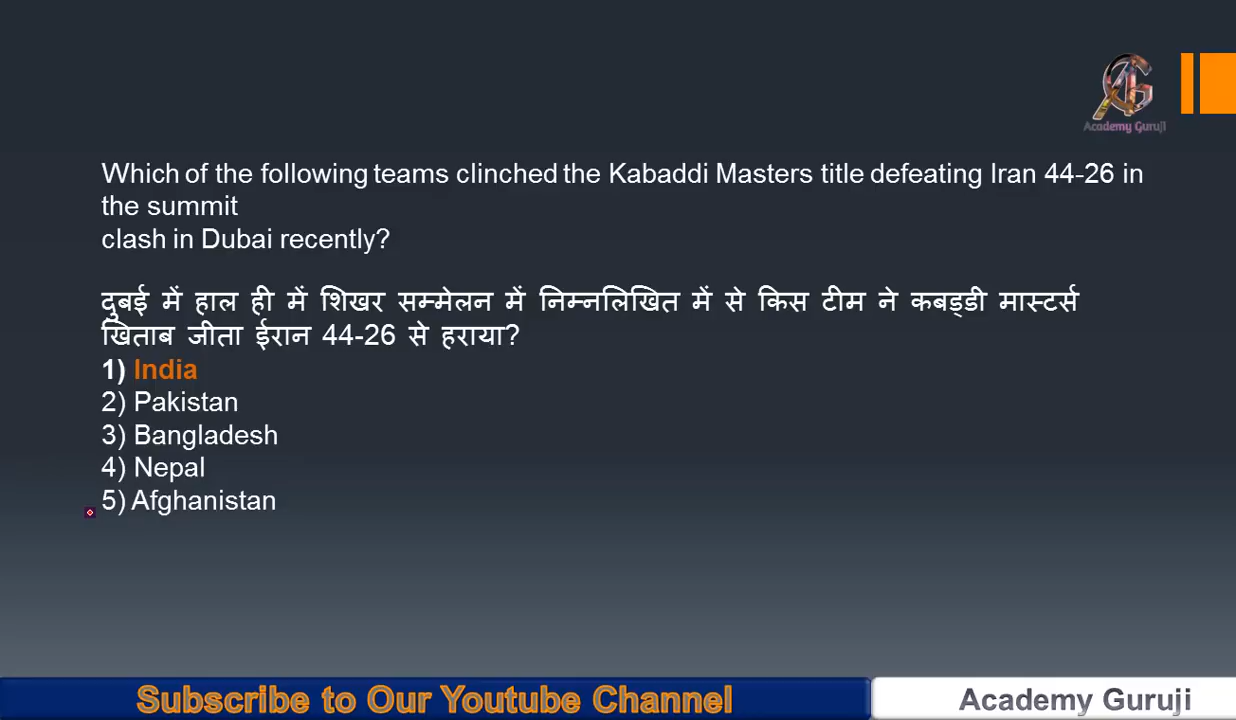 Academy Guruji
Which of the following teams clinched the Kabaddi Masters title defeating Iran 44-26 in
the summit
clash in Dubai recently?
दुबई में हाल ही में शिखर सम्मेलन में निम्नलिखित में से किस टीम ने कबड्डी मास्टर्स
खिताब जीता ईरान 44-26 से हराया?
1) India
2) Pakistan
3) Bangladesh
4) Nepal
5) Afghanistan
Subscribe to Our Youtube Channel
Academy Guruji